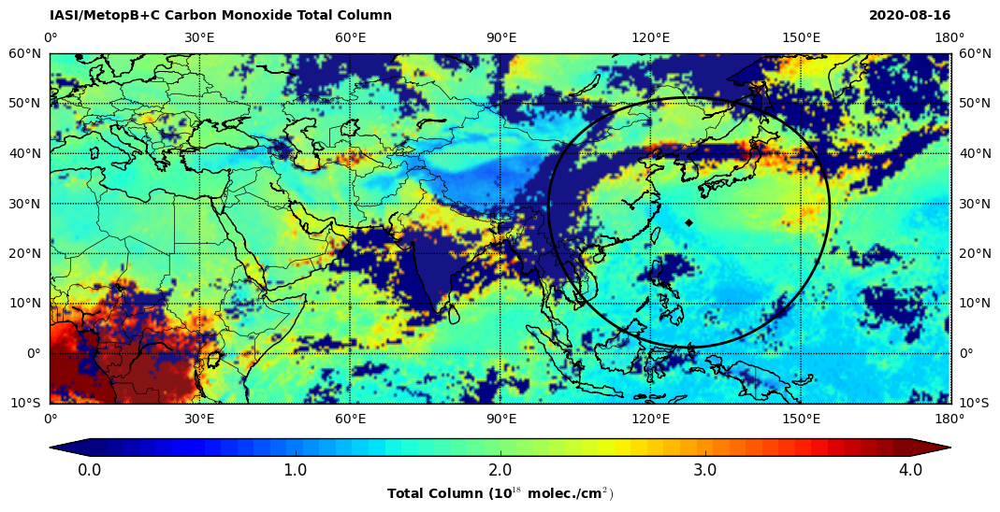 IASI/MetopB+C Carbon Monoxide Total Column 2020-08-16
0° 30°E 60°E 90°E 120°E 150°E 180°
60°N 60°N
50°N 50°N
40°N 40°N
30°N 30°N
20°N 20°N
10°N 10°N
0° 0°
10°S 10°S
0° 30°E 60°E 90°E 120°E 150°E 180°
0.0 1.0 2.0 3.0 4.0
Total Column (10¹⁸ molec./cm²)